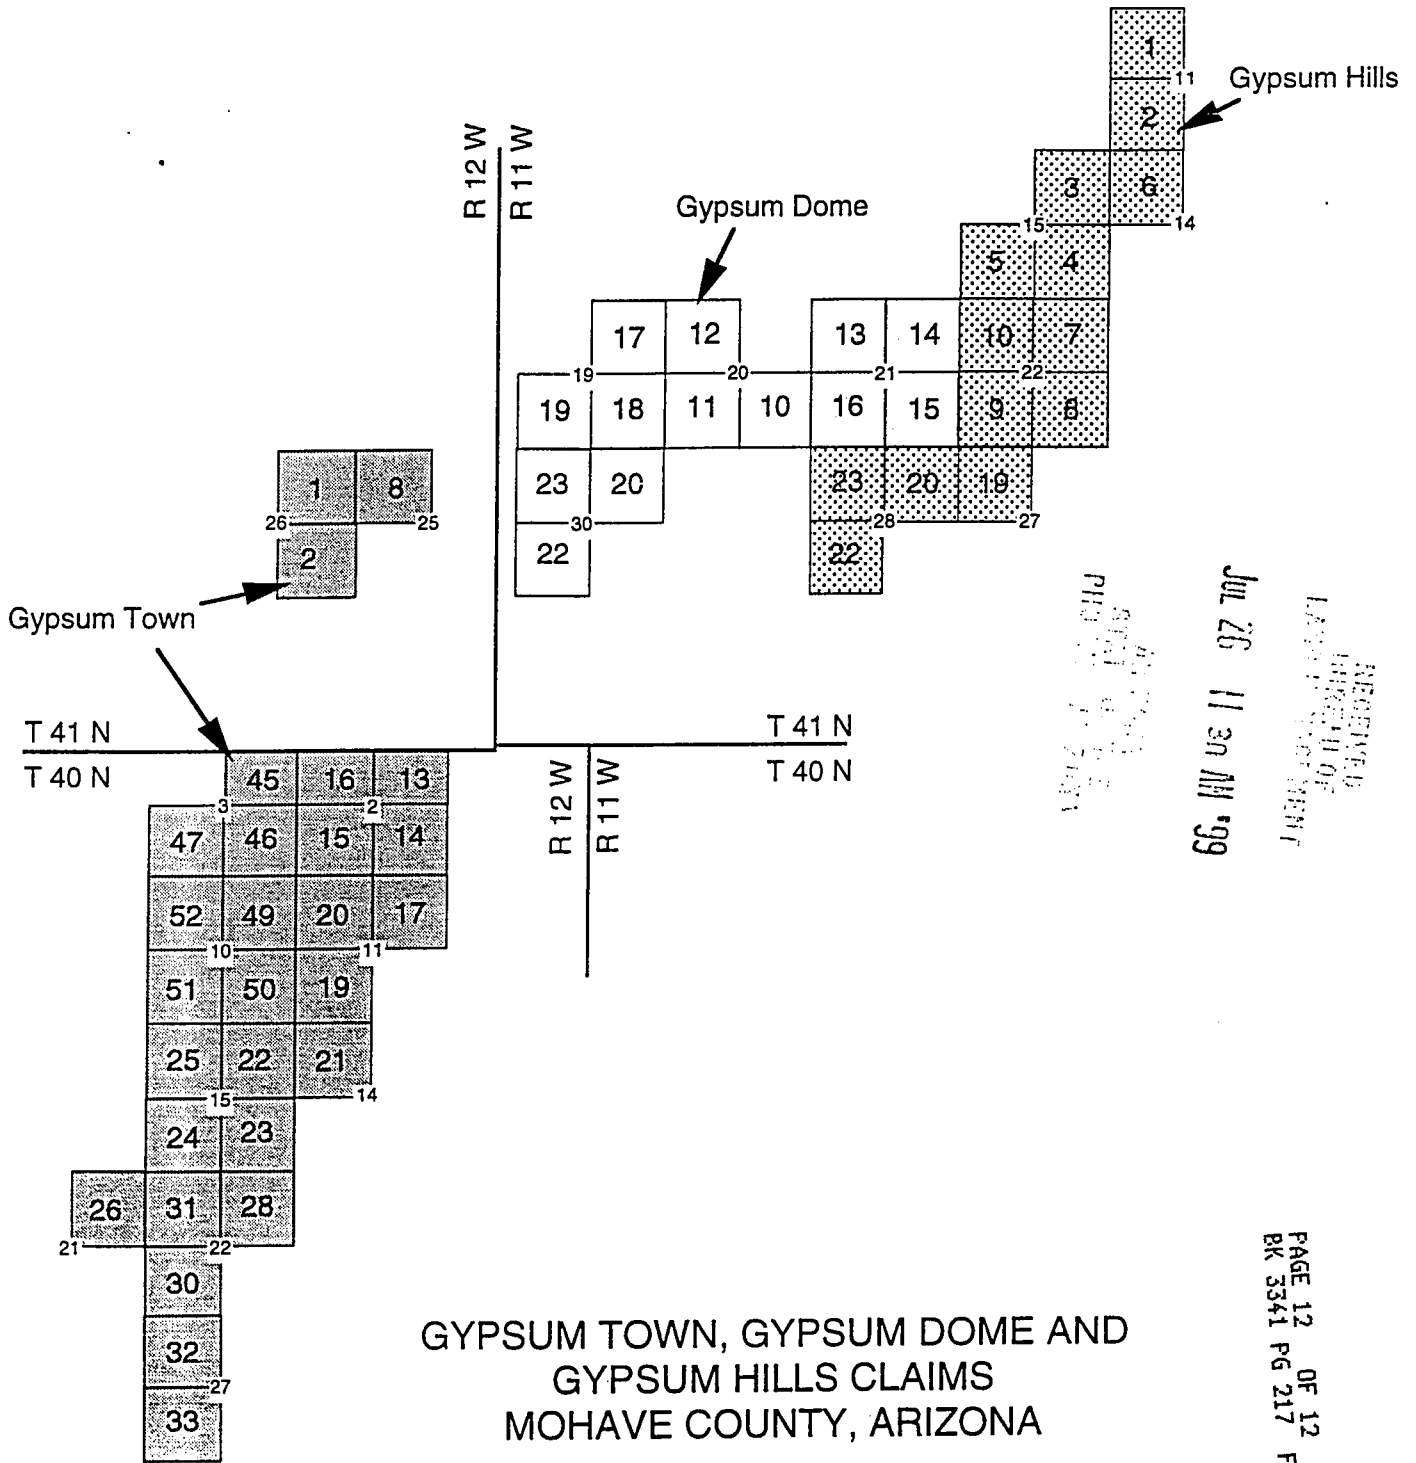 1
11
Gypsum Hills
2
R 12 W
R 11 W
3 6
Gypsum Dome
15 14
5 4
17 12 13 14 10 7
19 20 21 22
19 18 11 10 16 15 9 8
1 8 23 20 23 20 19
26 25 30 28 27
2 22 22
Gypsum Town
T 41 N T 41 N
T 40 N T 40 N
45 16 13
3 2
R 12 W
R 11 W
47 46 15 14
52 49 20 17
10 11
51 50 19
25 22 21
15 14
24 23
26 31 28
21 22
30
32
27
33
GYPSUM TOWN, GYPSUM DOME AND
GYPSUM HILLS CLAIMS
MOHAVE COUNTY, ARIZONA
RECEIVED
JUL 26 11 30 AM '99
PAGE 12 OF 12
BK 3341 PG 217